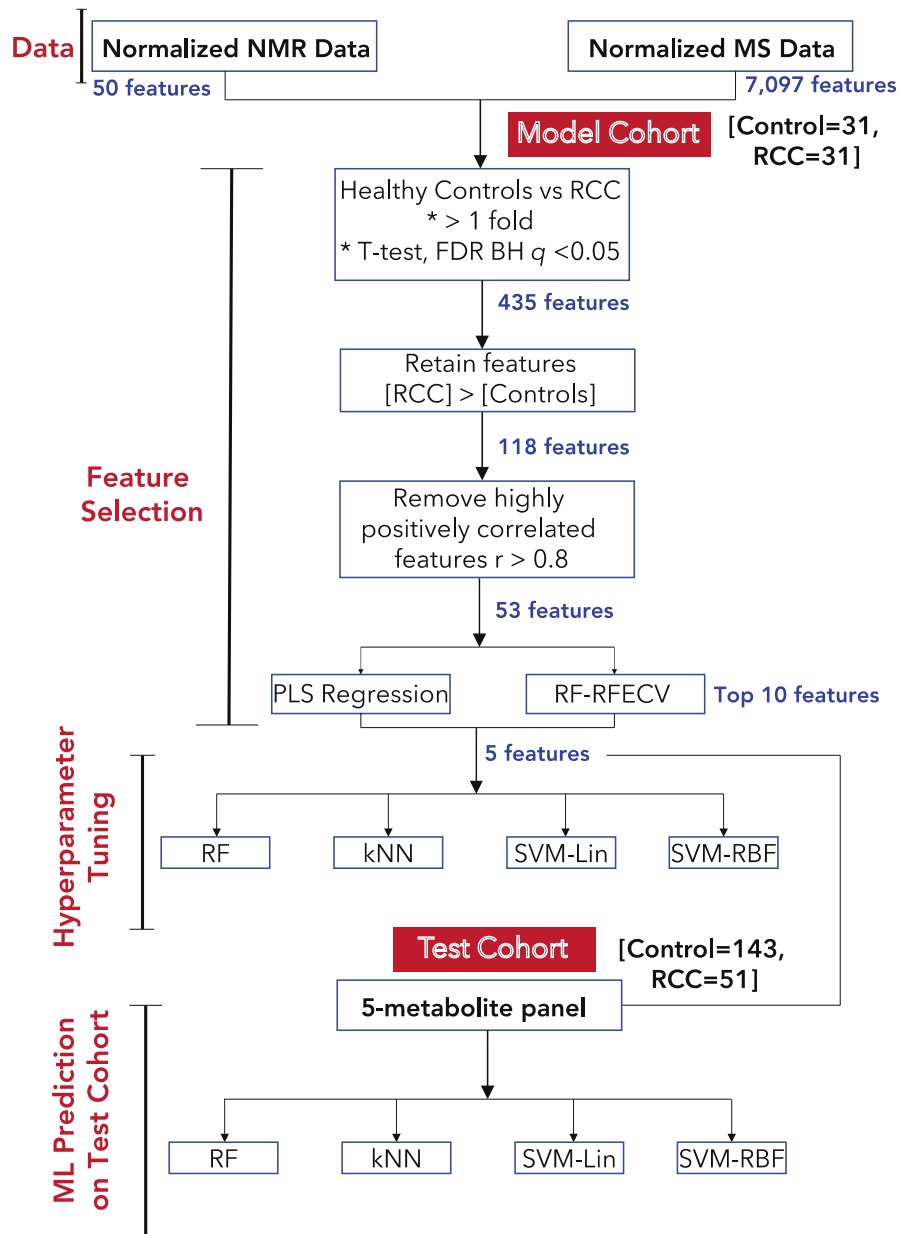 Data
Normalized NMR Data
Normalized MS Data
50 features
7,097 features
Model Cohort
[Control=31,
RCC=31]
Feature
Selection
Healthy Controls vs RCC
* > 1 fold
* T-test, FDR BH q <0.05
435 features
Retain features
[RCC] > [Controls]
118 features
Remove highly
positively correlated
features r > 0.8
53 features
PLS Regression
RF-RFECV
Top 10 features
5 features
Hyperparameter
Tuning
RF
kNN
SVM-Lin
SVM-RBF
Test Cohort
[Control=143,
RCC=51]
5-metabolite panel
ML Prediction
on Test Cohort
RF
kNN
SVM-Lin
SVM-RBF